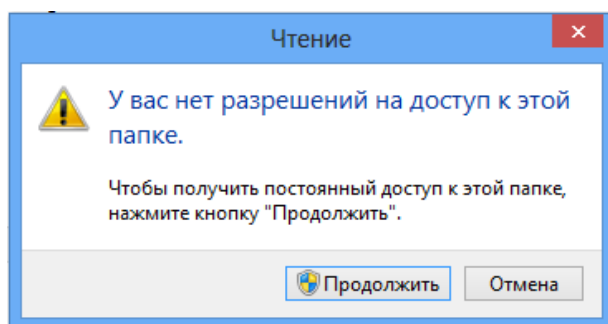 Чтение
У вас нет разрешений на доступ к этой
папке.
Чтобы получить постоянный доступ к этой папке,
нажмите кнопку "Продолжить".
Продолжить Отмена